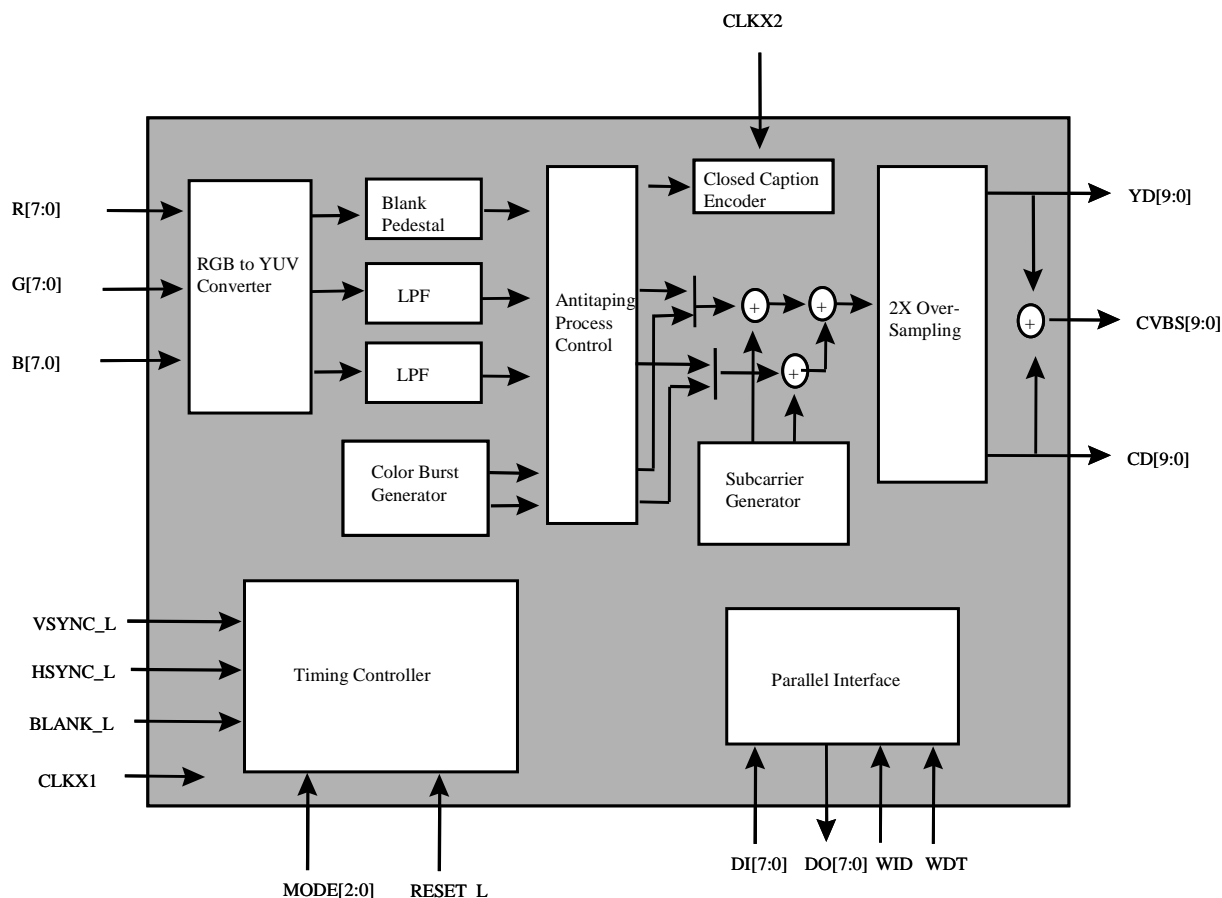 CLKX2
Closed Caption
Encoder
Blank
Pedestal
R[7:0]
YD[9:0]
RGB to YUV
Converter
G[7:0]
LPF
Antitaping
Process
Control
+
+
2X Over-
Sampling
+
CVBS[9:0]
B[7.0]
LPF
+
Color Burst
Generator
Subcarrier
Generator
CD[9:0]
VSYNC_L
HSYNC_L
Timing Controller
Parallel Interface
BLANK_L
CLKX1
DI[7:0]
DO[7:0]
WID
WDT
MODE[2:0]
RESET_L